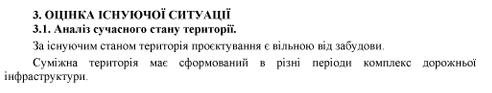 3. ОЦІНКА ІСНУЮЧОЇ СИТУАЦІЇ
3.1. Аналіз сучасного стану території.
За існуючим станом територія проєктування є вільною від забудови.
Суміжна територія має сформований в різні періоди комплекс дорожньої
інфраструктури.